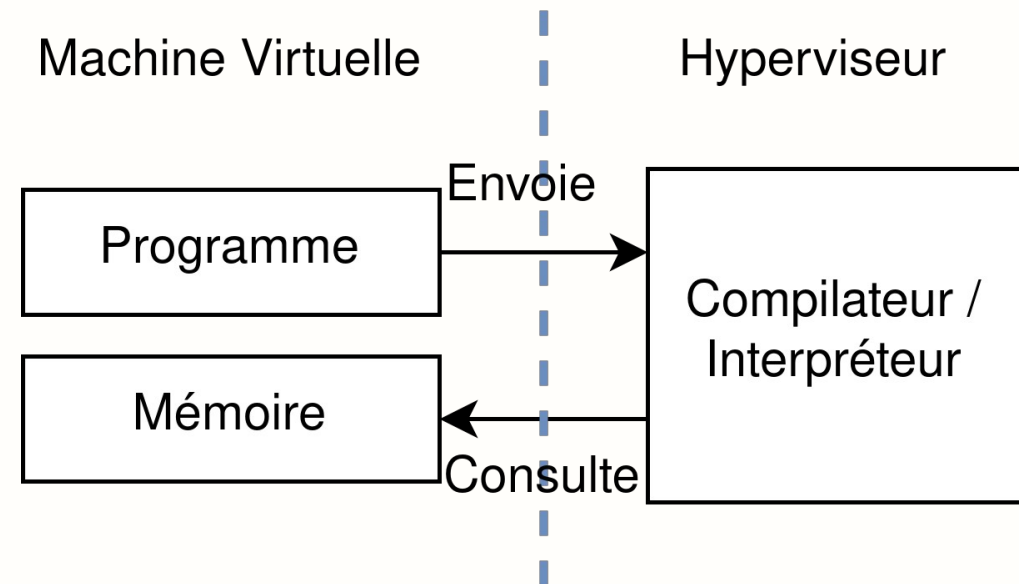 Machine Virtuelle
Hyperviseur
Envoie
Programme
Compilateur /
Interpréteur
Mémoire
Consulte